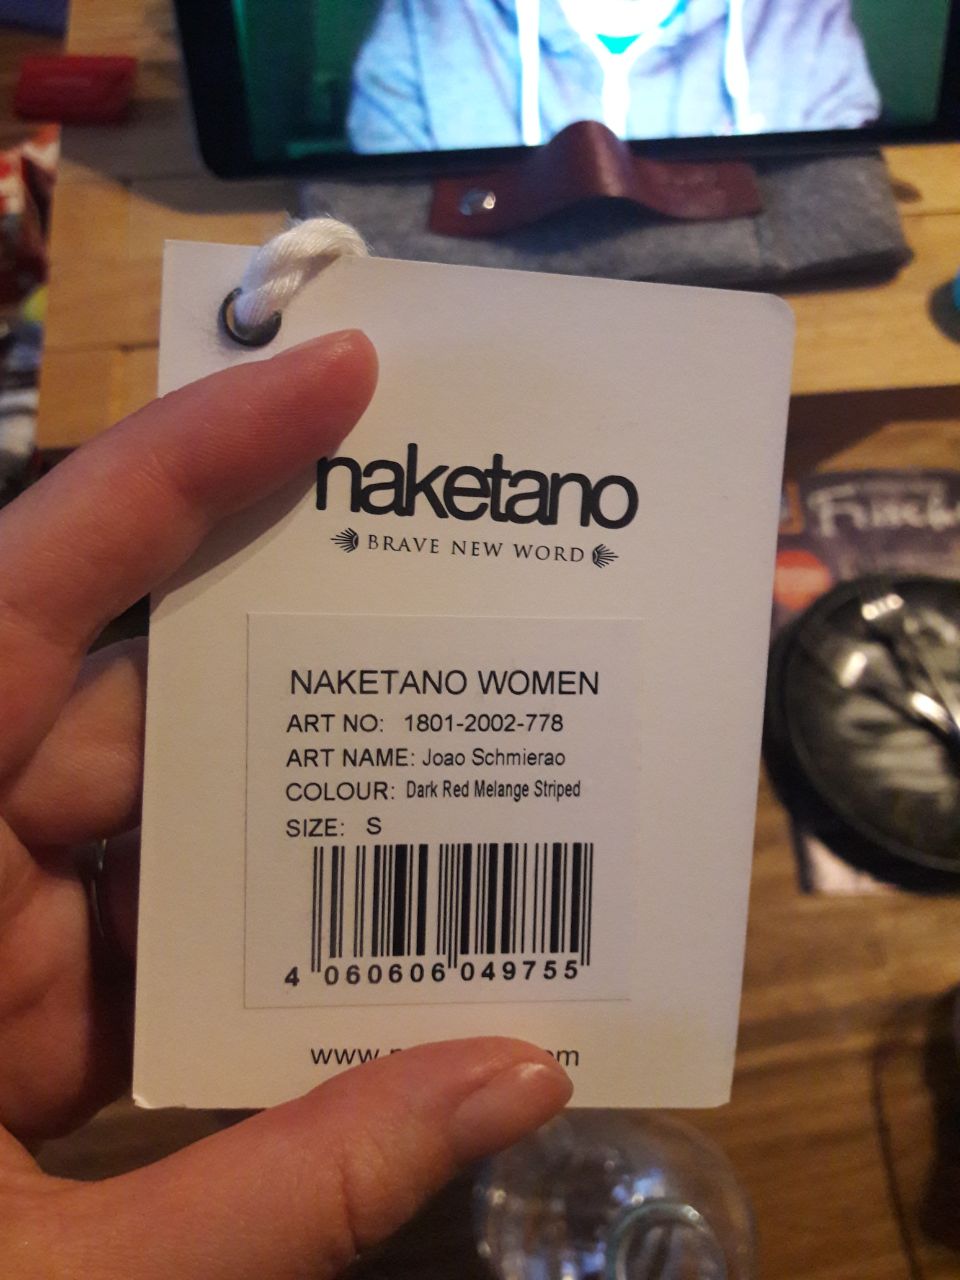 naketano
BRAVE NEW WORD
NAKETANO WOMEN
ART NO: 1801-2002-778
ART NAME: Joao Schmierao
COLOUR: Dark Red Melange Striped
SIZE: S
4 060606 049755
www.